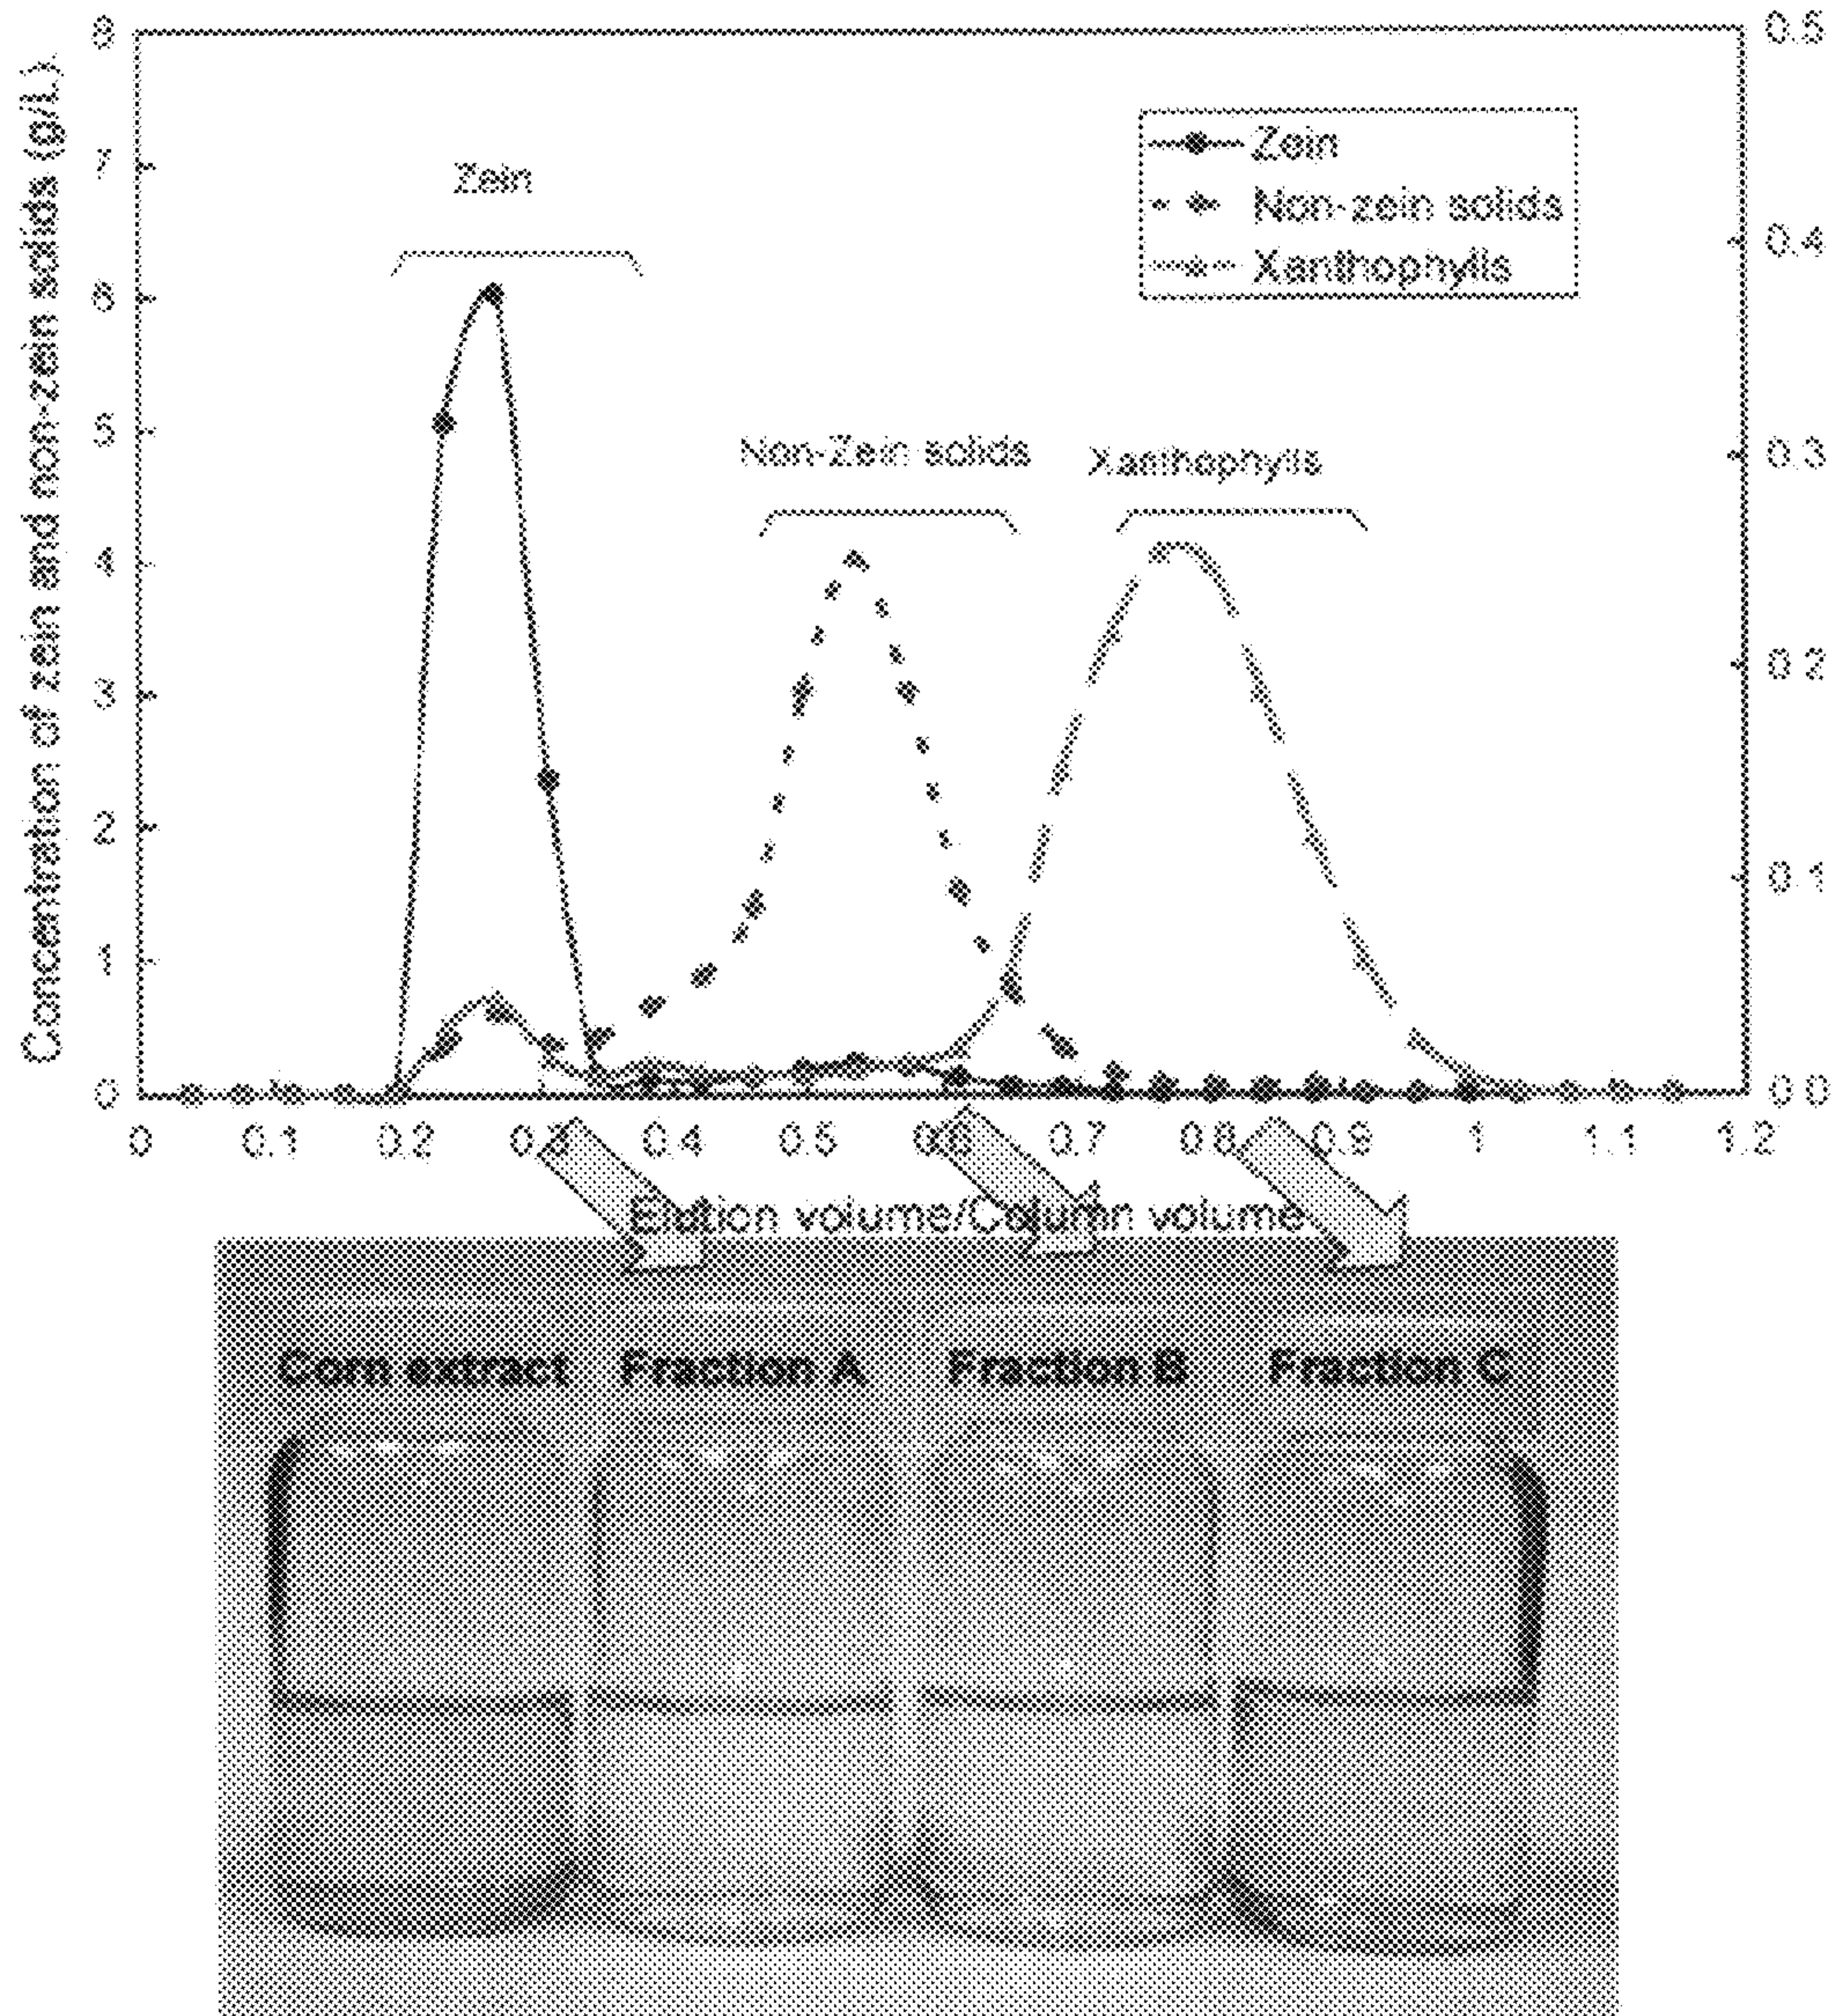 Concentration of zein and non-zein solids (g/L)
8
7
6
5
4
3
2
1
0
0.5
0.4
0.3
0.2
0.1
0.0
Zein
Non-zein solids
Xanthophylls
Zein
Non-Zein solids
Xanthophylls
0 0.1 0.2 0.3 0.4 0.5 0.6 0.7 0.8 0.9 1 1.1 1.2
Elution volume/Column volume
Corn extract Fraction A Fraction B Fraction C